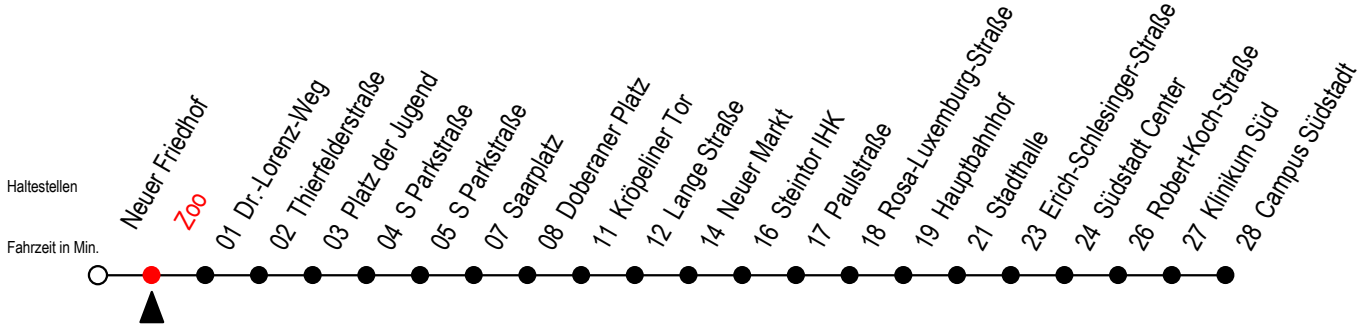 Haltestellen
Fahrzeit in Min.
Neuer Friedhof
Zoo
01 Dr.-Lorenz-Weg
02 Thierfelderstraße
03 Platz der Jugend
04 S Parkstraße
05 S Parkstraße
07 Saarplatz
08 Doberaner Platz
11 Kröpeliner Tor
12 Lange Straße
14 Neuer Markt
16 Steintor IHK
17 Paulstraße
18 Rosa-Luxemburg-Straße
19 Hauptbahnhof
21 Stadthalle
23 Erich-Schlesinger-Straße
24 Südstadt Center
26 Robert-Koch-Straße
27 Klinikum Süd
28 Campus Südstadt